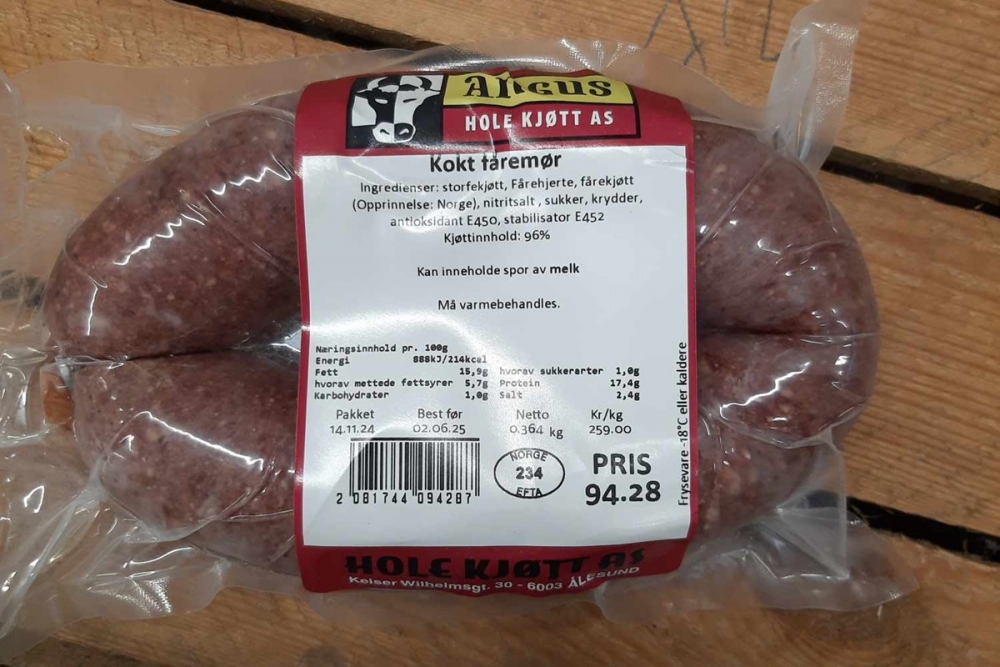 Angus
HOLE KJØTT AS
Kokt fåremør
Ingredienser: storfekjøtt, Fårehjerte, fårekjøtt
(Opprinnelse: Norge), nitritsalt , sukker, krydder,
antioksidant E450, stabilisator E452
Kjøttinnhold: 96%
Kan inneholde spor av melk
Må varmebehandles.
Næringsinnhold pr. 100g
Energi 888kJ/214kcal
Fett 15,9g
hvorav mettede fettsyrer 5,7g
Karbohydrater 1,0g
hvorav sukkerarter 1,0g
Protein 17,4g
Salt 2,4g
Pakket Best før Netto Kr/kg
14.11.24 02.06.25 0.364 kg 259.00
2 081744 094287
NORGE
234
EFTA
PRIS
94.28
Frysevare -18°C eller kaldere
HOLE KJØTT AS
Keiser Wilhelmsgt. 30 - 6003 ÅLESUND